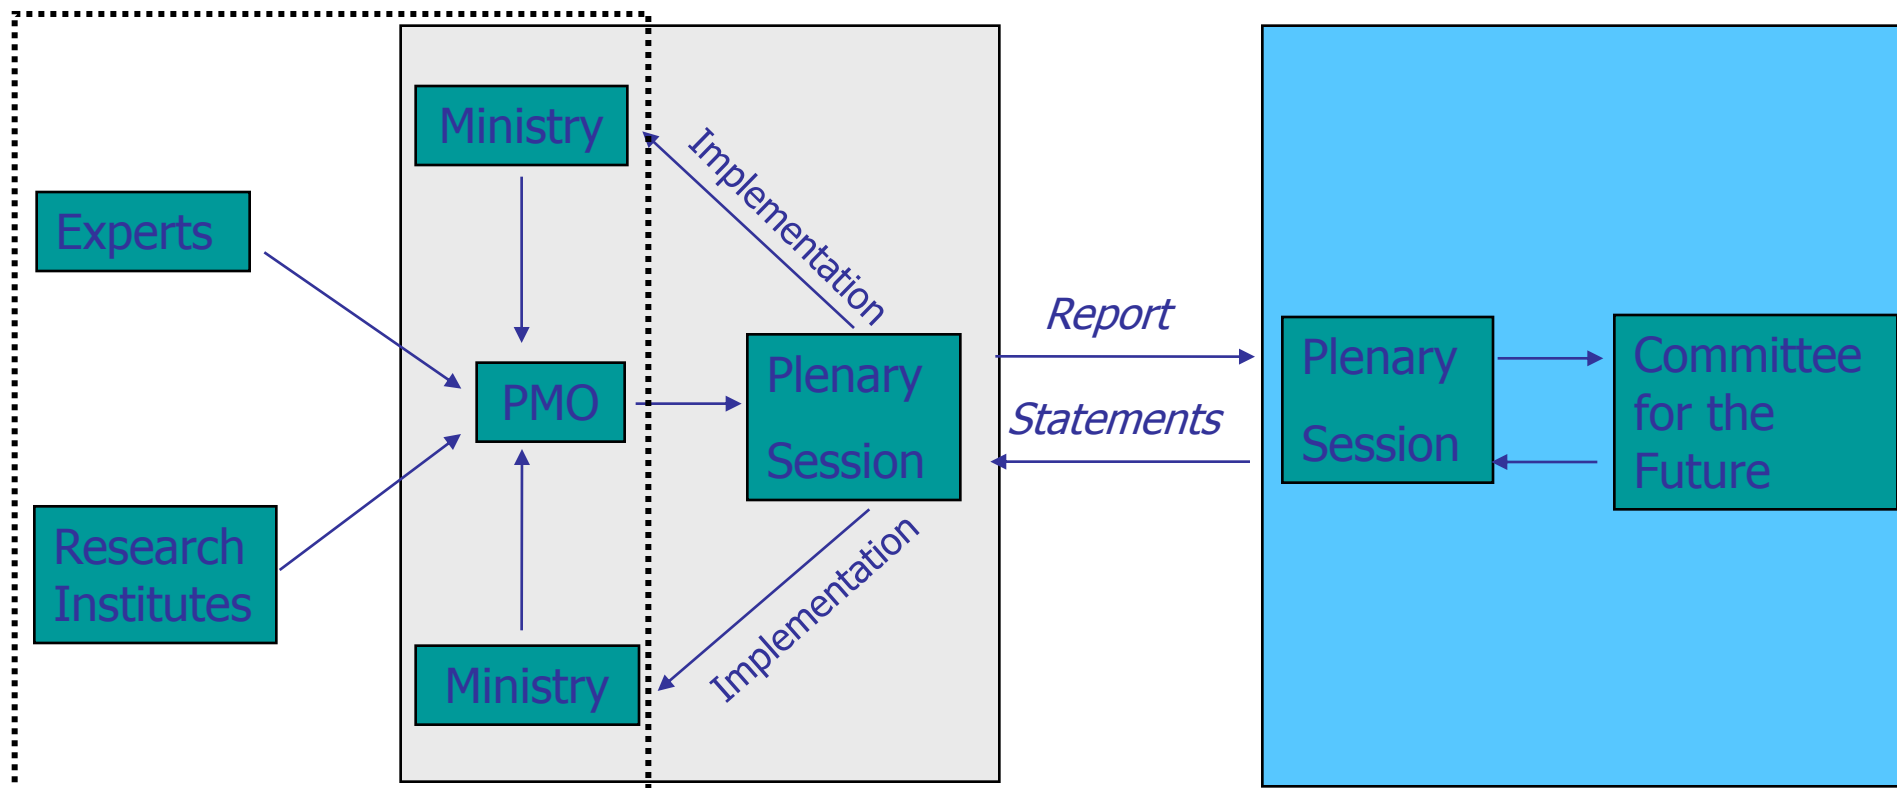 Ministry
Implementation
Experts
Report
Plenary
Session
Plenary
Session
Committee
for the
Future
PMO
Statements
Research
Institutes
Implementation
Ministry